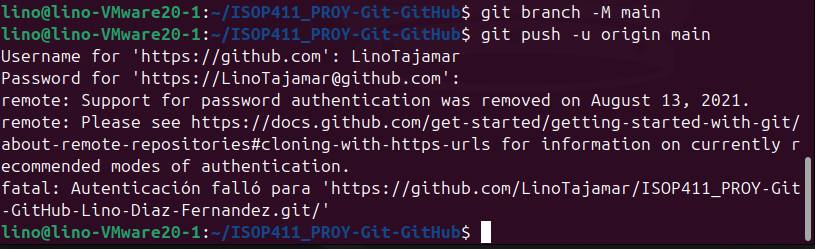 lino@lino-VMware20-1:~/ISOP411_PROY-Git-GitHub$ git branch -M main
lino@lino-VMware20-1:~/ISOP411_PROY-Git-GitHub$ git push -u origin main
Username for 'https://github.com': LinoTajamar
Password for 'https://LinoTajamar@github.com':
remote: Support for password authentication was removed on August 13, 2021.
remote: Please see https://docs.github.com/get-started/getting-started-with-git/
about-remote-repositories#cloning-with-https-urls for information on currently r
ecommended modes of authentication.
fatal: Autenticación falló para 'https://github.com/LinoTajamar/ISOP411_PROY-Git
-GitHub-Lino-Diaz-Fernandez.git/'
lino@lino-VMware20-1:~/ISOP411_PROY-Git-GitHub$